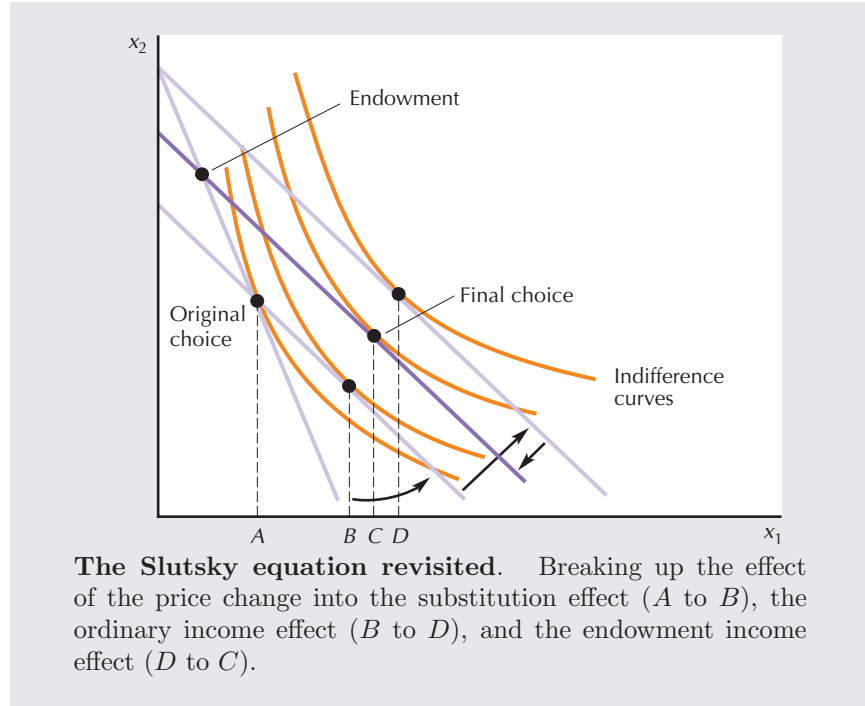 x2
Endowment
Final choice
Original
choice
Indifference
curves
A B C D
x1
The Slutsky equation revisited. Breaking up the effect
of the price change into the substitution effect (A to B), the
ordinary income effect (B to D), and the endowment income
effect (D to C).